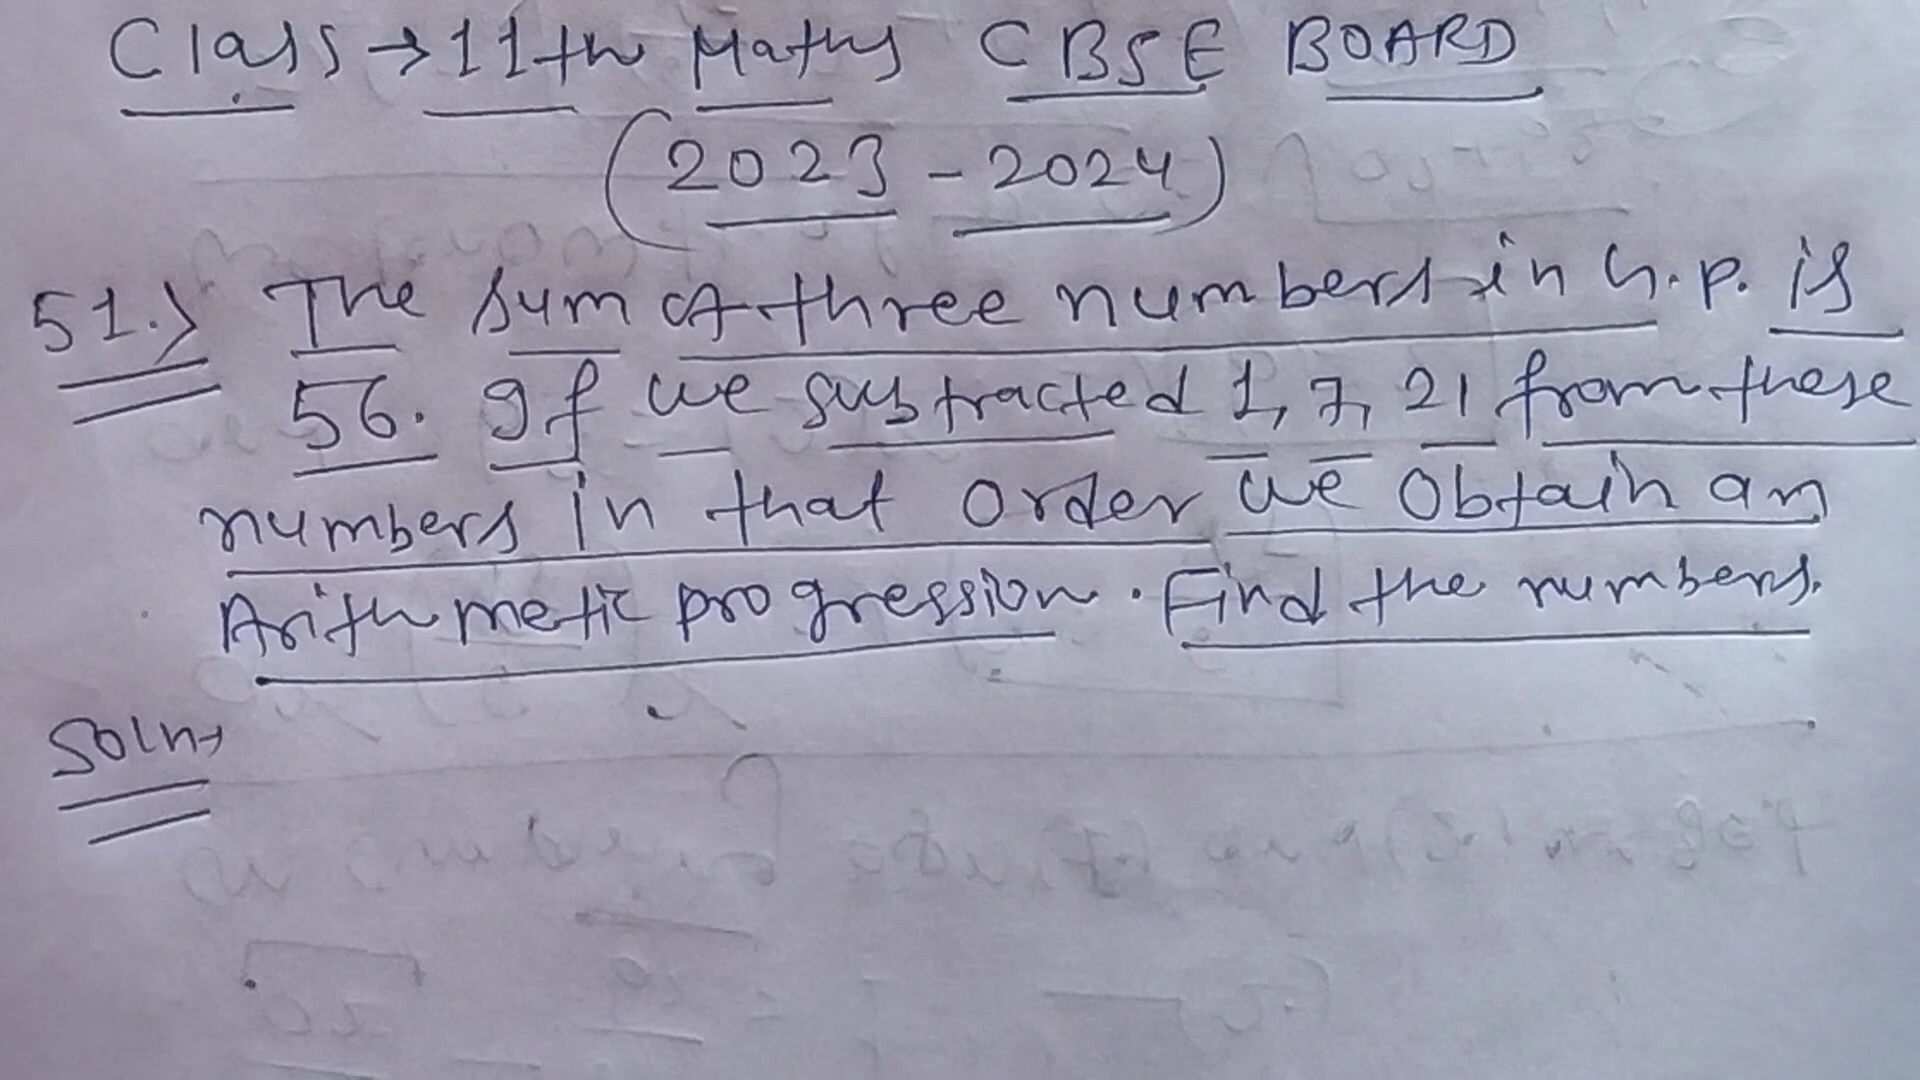 Class → 11th Maths CBSE BOARD
(2023 - 2024)
51.> The sum of three numbers in G.P. is
56. If we subtracted 1, 7, 21 from these
numbers in that order we obtain an
Arithmetic progression. Find the numbers.
Soln→